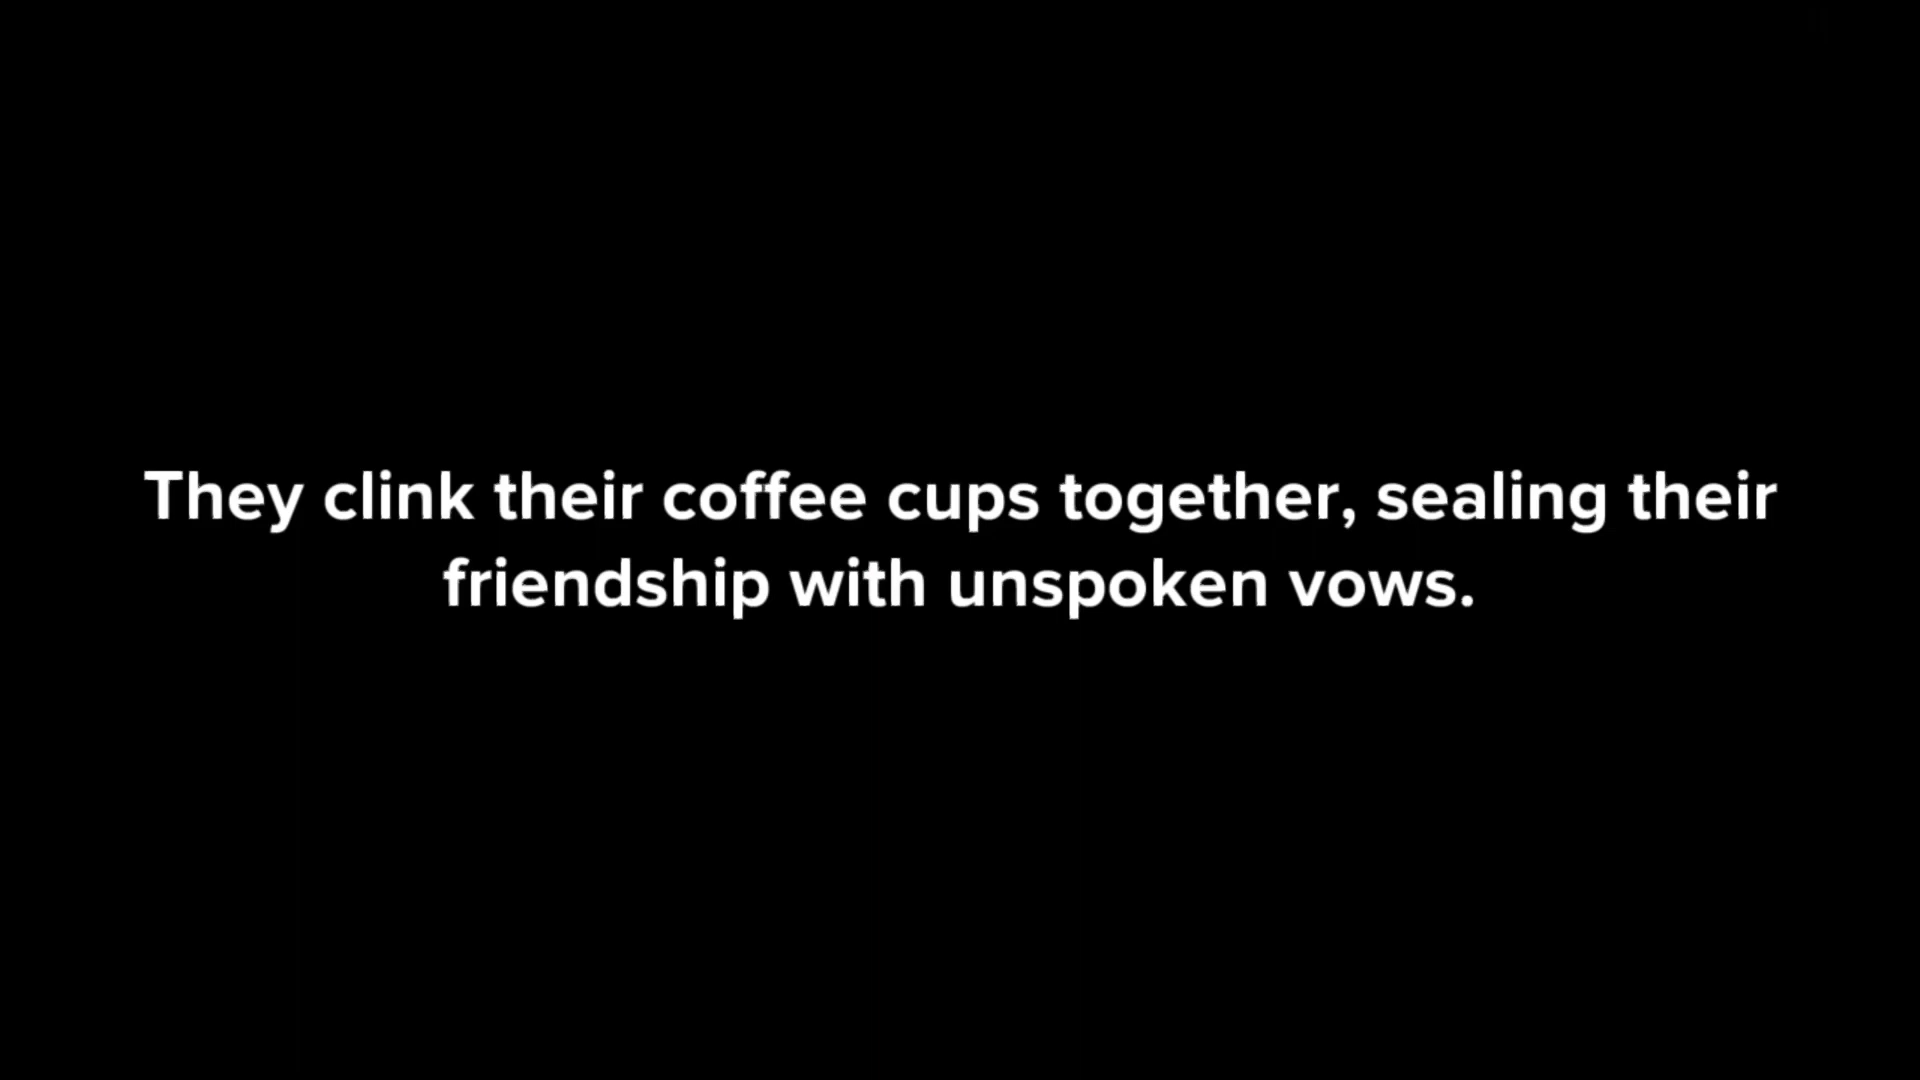 They clink their coffee cups together, sealing their
friendship with unspoken vows.